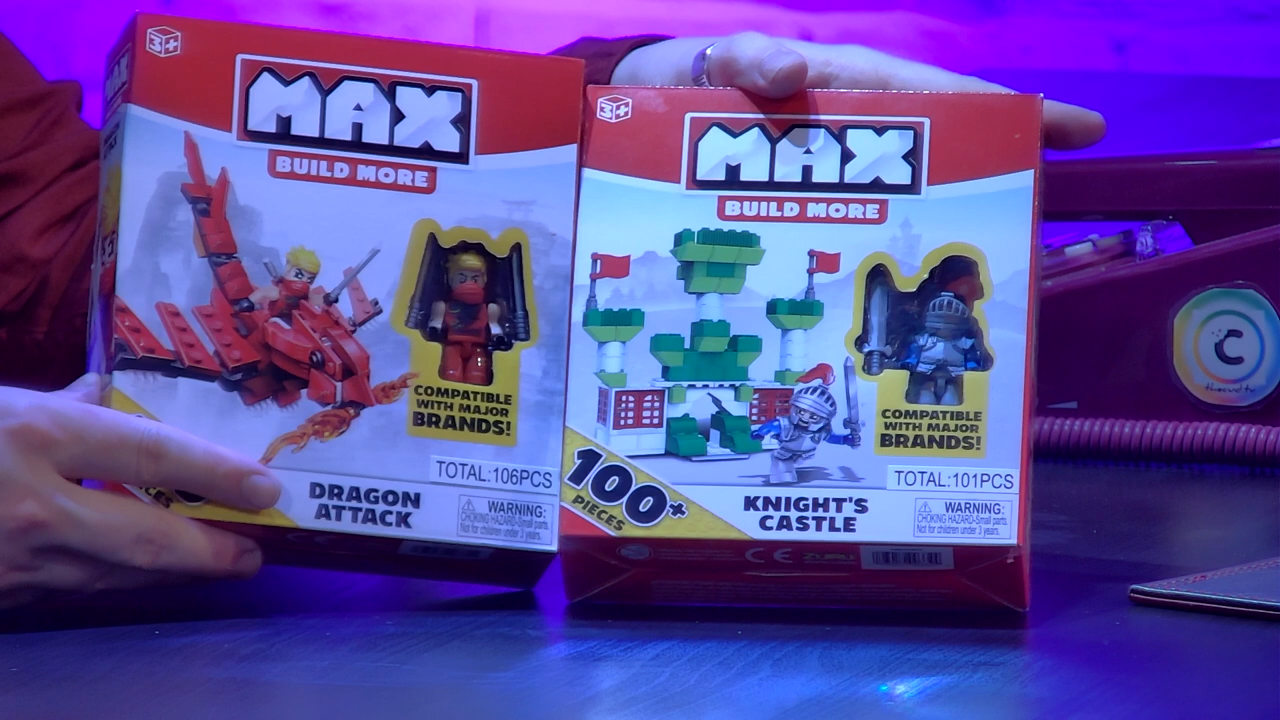 3+
MAX
BUILD MORE
COMPATIBLE
WITH MAJOR
BRANDS!
TOTAL:106PCS
DRAGON
ATTACK
WARNING:
CHOKING HAZARD-Small parts.
Not for children under 3 years.
3+
MAX
BUILD MORE
COMPATIBLE
WITH MAJOR
BRANDS!
100+
PIECES
TOTAL:101PCS
KNIGHT'S
CASTLE
WARNING:
CHOKING HAZARD-Small parts.
Not for children under 3 years.
CE
ZURU
C